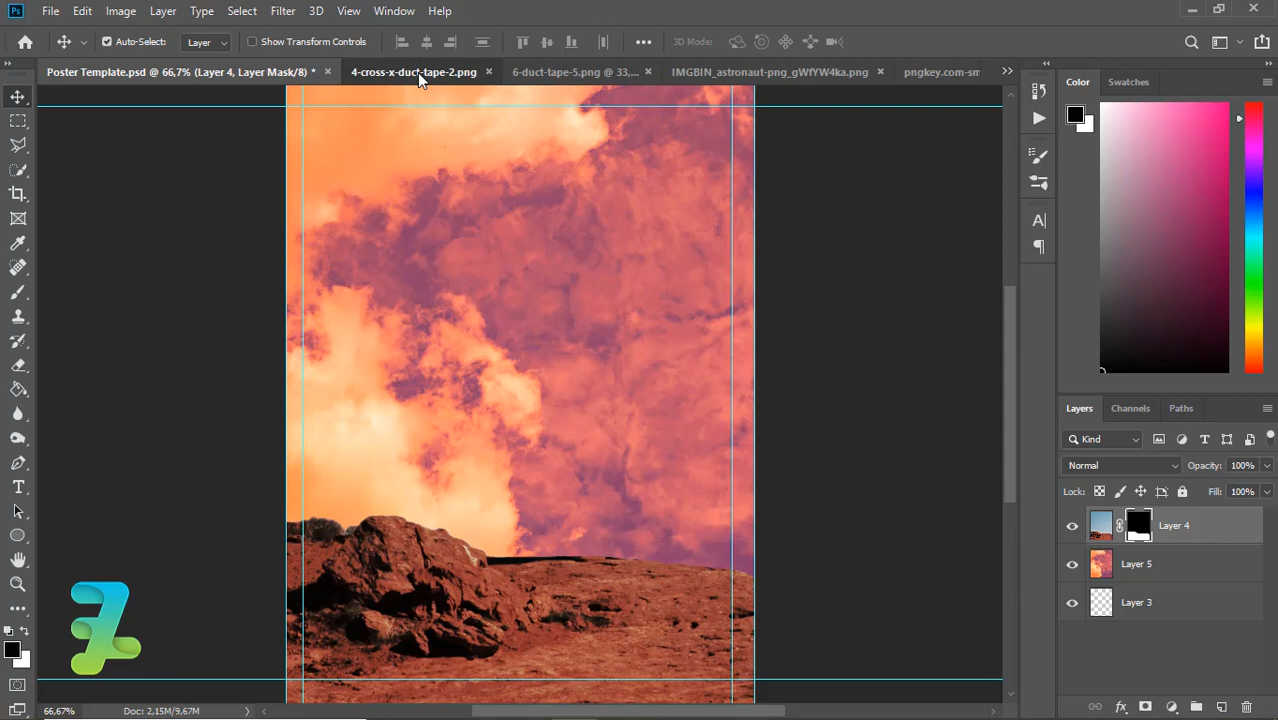 Ps File Edit Image Layer Type Select Filter 3D View Window Help
Auto-Select: Layer Show Transform Controls 3D Mode:
Poster Template.psd @ 66,7% (Layer 4, Layer Mask/8) * 4-cross-x-duct-tape-2.png 6-duct-tape-5.png @ 33,... IMGBIN_astronaut-png_gWfYW4ka.png pngkey.com-sm
Color Swatches
Layers Channels Paths
Kind
Normal Opacity: 100%
Lock: Fill: 100%
Layer 4
Layer 5
Layer 3
66,67% Doc: 2,15M/9,67M